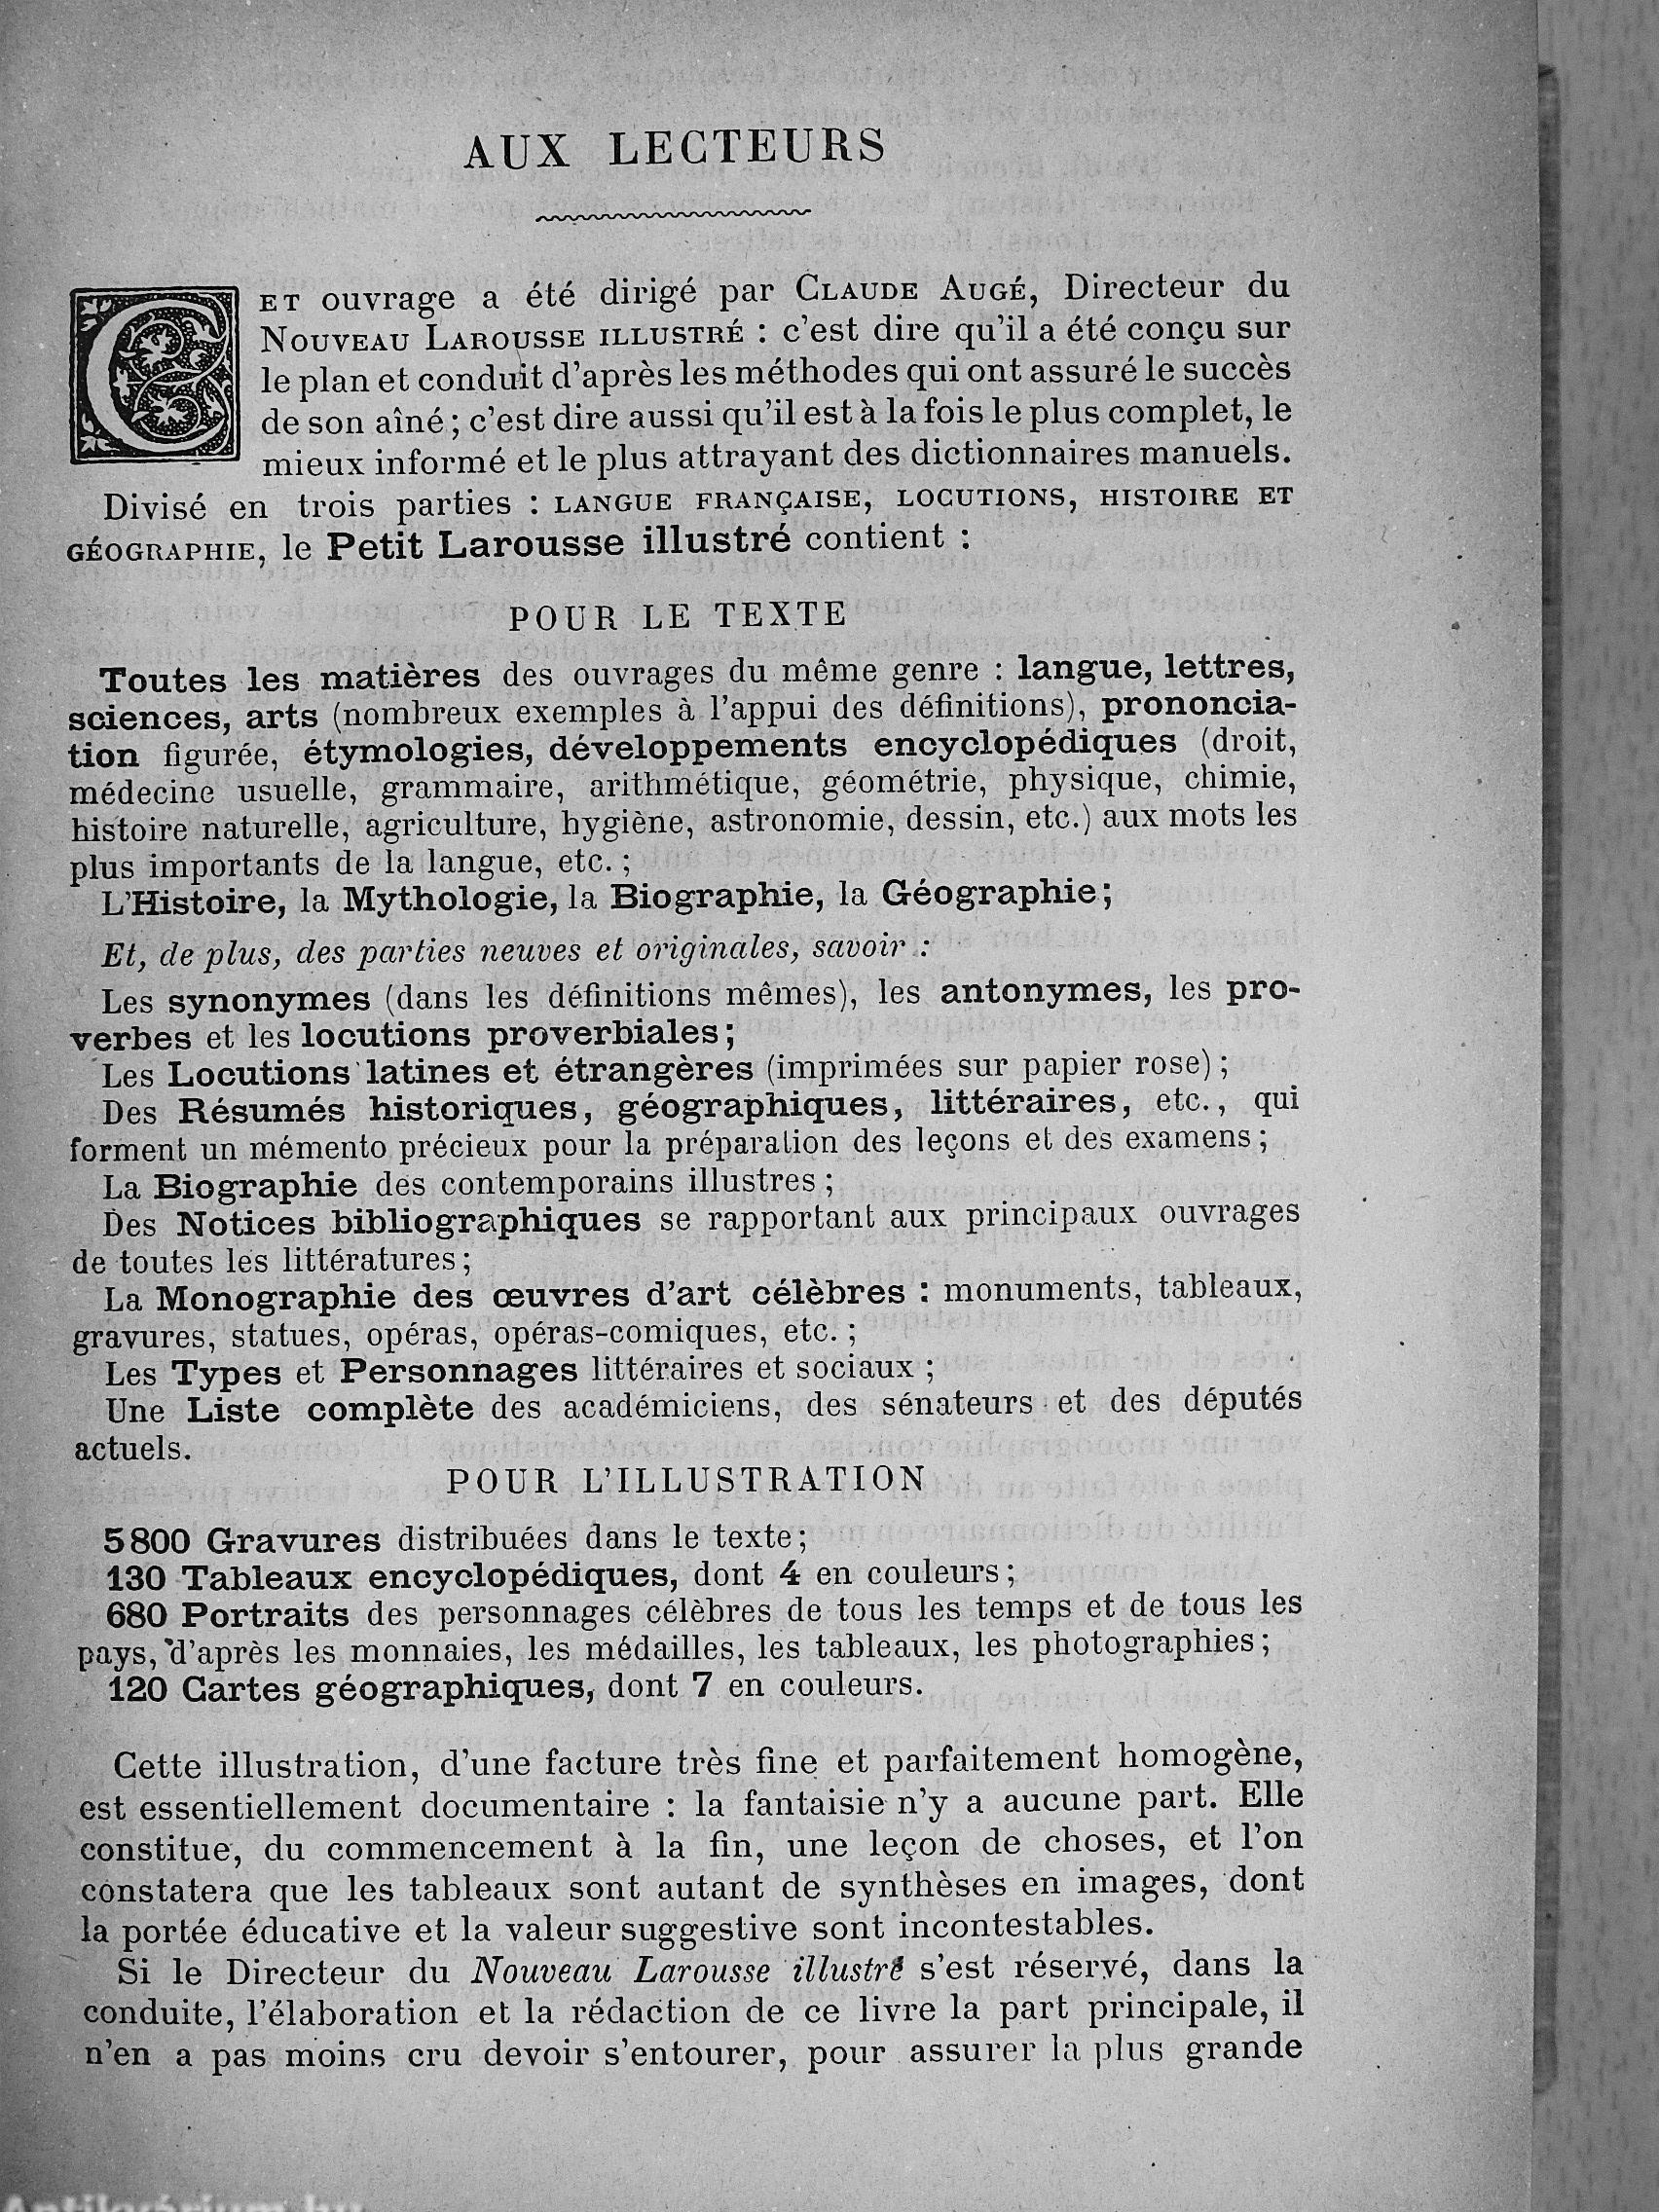 AUX LECTEURS
CET ouvrage a été dirigé par CLAUDE AUGÉ, Directeur du
NOUVEAU LAROUSSE ILLUSTRÉ : c'est dire qu'il a été conçu sur
le plan et conduit d'après les méthodes qui ont assuré le succès
de son aîné ; c'est dire aussi qu'il est à la fois le plus complet, le
mieux informé et le plus attrayant des dictionnaires manuels.
Divisé en trois parties : LANGUE FRANÇAISE, LOCUTIONS, HISTOIRE ET
GÉOGRAPHIE, le Petit Larousse illustré contient :
POUR LE TEXTE
Toutes les matières des ouvrages du même genre : langue, lettres,
sciences, arts (nombreux exemples à l'appui des définitions), prononcia-
tion figurée, étymologies, développements encyclopédiques (droit,
médecine usuelle, grammaire, arithmétique, géométrie, physique, chimie,
histoire naturelle, agriculture, hygiène, astronomie, dessin, etc.) aux mots les
plus importants de la langue, etc. ;
L'Histoire, la Mythologie, la Biographie, la Géographie ;
Et, de plus, des parties neuves et originales, savoir :
Les synonymes (dans les définitions mêmes), les antonymes, les pro-
verbes et les locutions proverbiales ;
Les Locutions latines et étrangères (imprimées sur papier rose) ;
Des Résumés historiques, géographiques, littéraires, etc., qui
forment un mémento précieux pour la préparation des leçons et des examens ;
La Biographie des contemporains illustres ;
Des Notices bibliographiques se rapportant aux principaux ouvrages
de toutes les littératures ;
La Monographie des œuvres d'art célèbres : monuments, tableaux,
gravures, statues, opéras, opéras-comiques, etc. ;
Les Types et Personnages littéraires et sociaux ;
Une Liste complète des académiciens, des sénateurs et des députés
actuels.
POUR L'ILLUSTRATION
5 800 Gravures distribuées dans le texte ;
130 Tableaux encyclopédiques, dont 4 en couleurs ;
680 Portraits des personnages célèbres de tous les temps et de tous les
pays, d'après les monnaies, les médailles, les tableaux, les photographies ;
120 Cartes géographiques, dont 7 en couleurs.
Cette illustration, d'une facture très fine et parfaitement homogène,
est essentiellement documentaire : la fantaisie n'y a aucune part. Elle
constitue, du commencement à la fin, une leçon de choses, et l'on
constatera que les tableaux sont autant de synthèses en images, dont
la portée éducative et la valeur suggestive sont incontestables.
Si le Directeur du Nouveau Larousse illustré s'est réservé, dans la
conduite, l'élaboration et la rédaction de ce livre la part principale, il
n'en a pas moins cru devoir s'entourer, pour assurer la plus grande